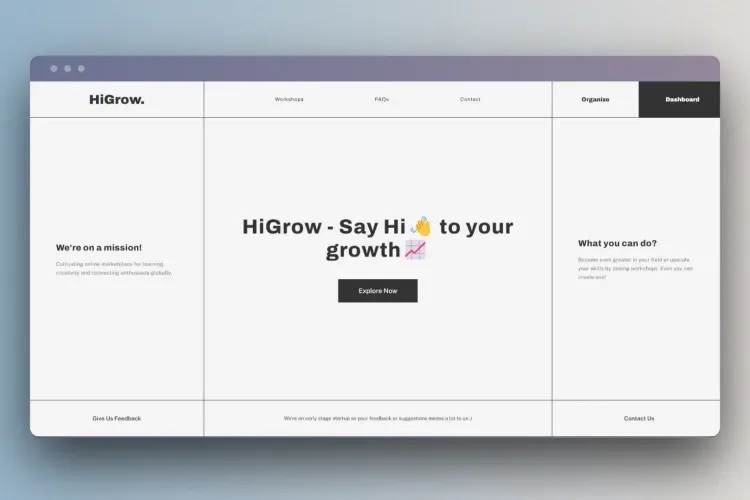 HiGrow.
Workshops
FAQs
Contact
Organize
Dashboard
We're on a mission!
Cultivating online marketplace for learning,
creativity and connecting enthusiasts globally.
HiGrow - Say Hi 👋 to your
growth 📈
Explore Now
What you can do?
Become even greater in your field or upscale
your skills by joining workshops. Even you can
create one!
Give Us Feedback
We're an early stage startup so your feedback or suggestions means a lot to us :)
Contact Us